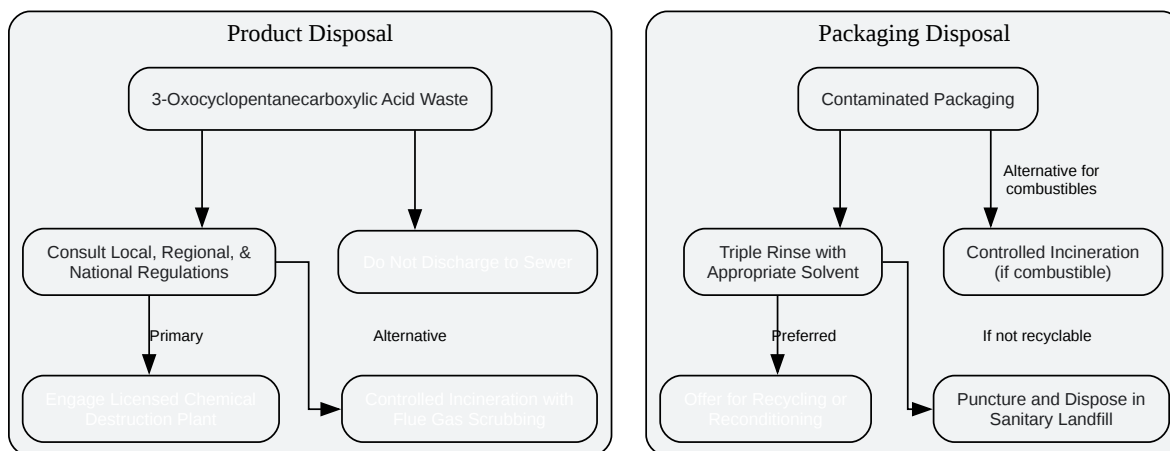 Product Disposal
3-Oxocyclopentanecarboxylic Acid Waste
Consult Local, Regional, &
National Regulations
Do Not Discharge to Sewer
Primary
Alternative
Engage Licensed Chemical
Destruction Plant
Controlled Incineration with
Flue Gas Scrubbing
Packaging Disposal
Contaminated Packaging
Alternative for
combustibles
Triple Rinse with
Appropriate Solvent
Controlled Incineration
(if combustible)
Preferred
If not recyclable
Offer for Recycling or
Reconditioning
Puncture and Dispose in
Sanitary Landfill